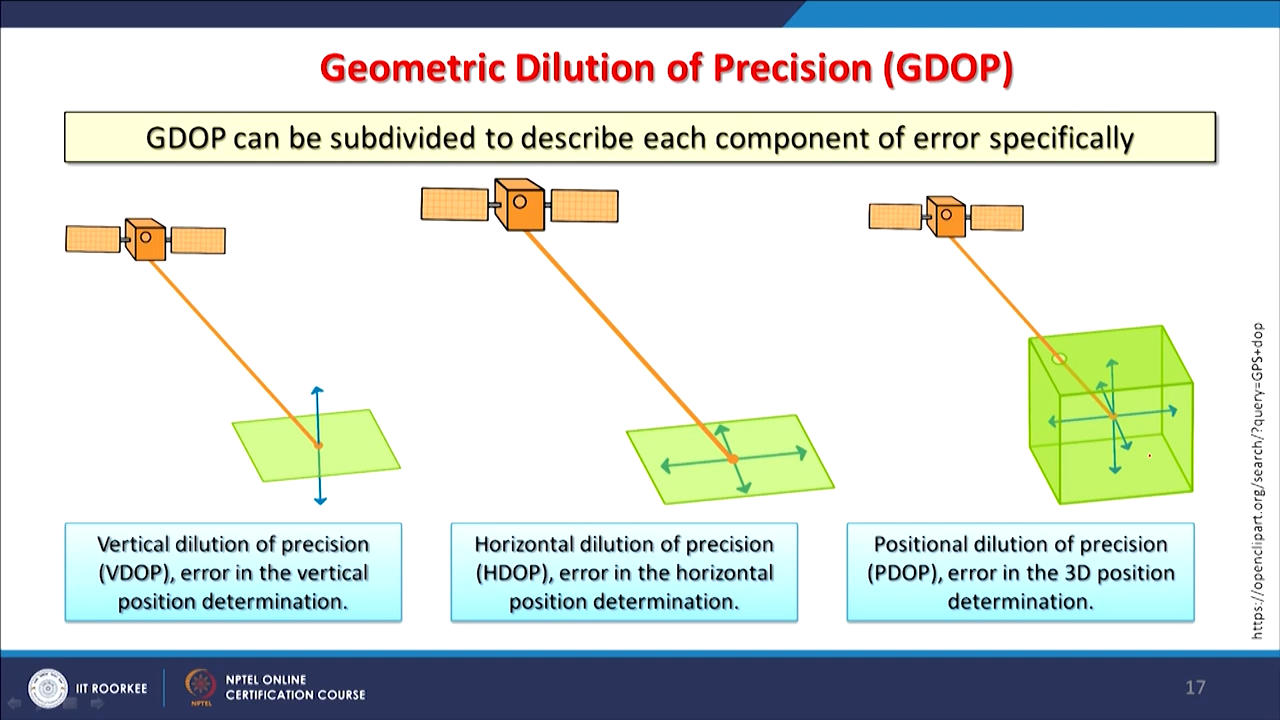 Geometric Dilution of Precision (GDOP)
GDOP can be subdivided to describe each component of error specifically
Vertical dilution of precision
(VDOP), error in the vertical
position determination.
Horizontal dilution of precision
(HDOP), error in the horizontal
position determination.
Positional dilution of precision
(PDOP), error in the 3D position
determination.
https://openclipart.org/search/?query=GPS+dop
IIT ROORKEE
NPTEL
NPTEL ONLINE
CERTIFICATION COURSE
17